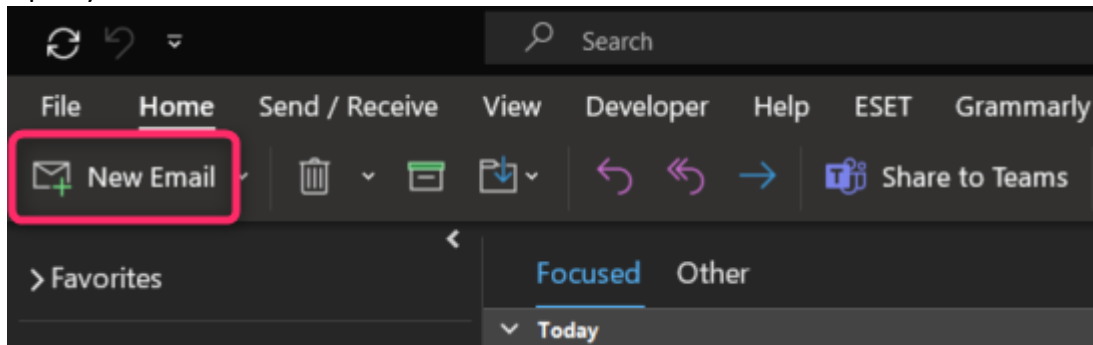 Search
File Home Send / Receive View Developer Help ESET Grammarly
New Email Share to Teams
Favorites
Focused Other
Today